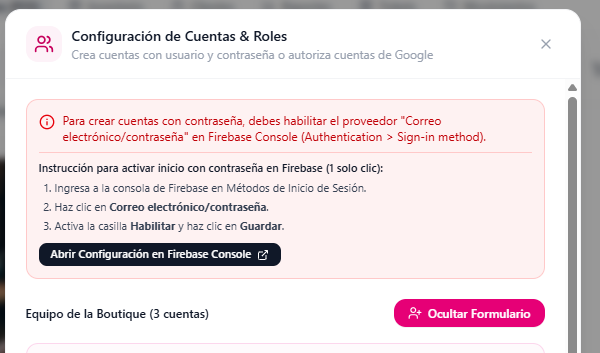 Configuración de Cuentas & Roles
Crea cuentas con usuario y contraseña o autoriza cuentas de Google
Para crear cuentas con contraseña, debes habilitar el proveedor "Correo
electrónico/contraseña" en Firebase Console (Authentication > Sign-in method).
Instrucción para activar inicio con contraseña en Firebase (1 solo clic):
1. Ingresa a la consola de Firebase en Métodos de Inicio de Sesión.
2. Haz clic en Correo electrónico/contraseña.
3. Activa la casilla Habilitar y haz clic en Guardar.
Abrir Configuración en Firebase Console
Equipo de la Boutique (3 cuentas)
Ocultar Formulario